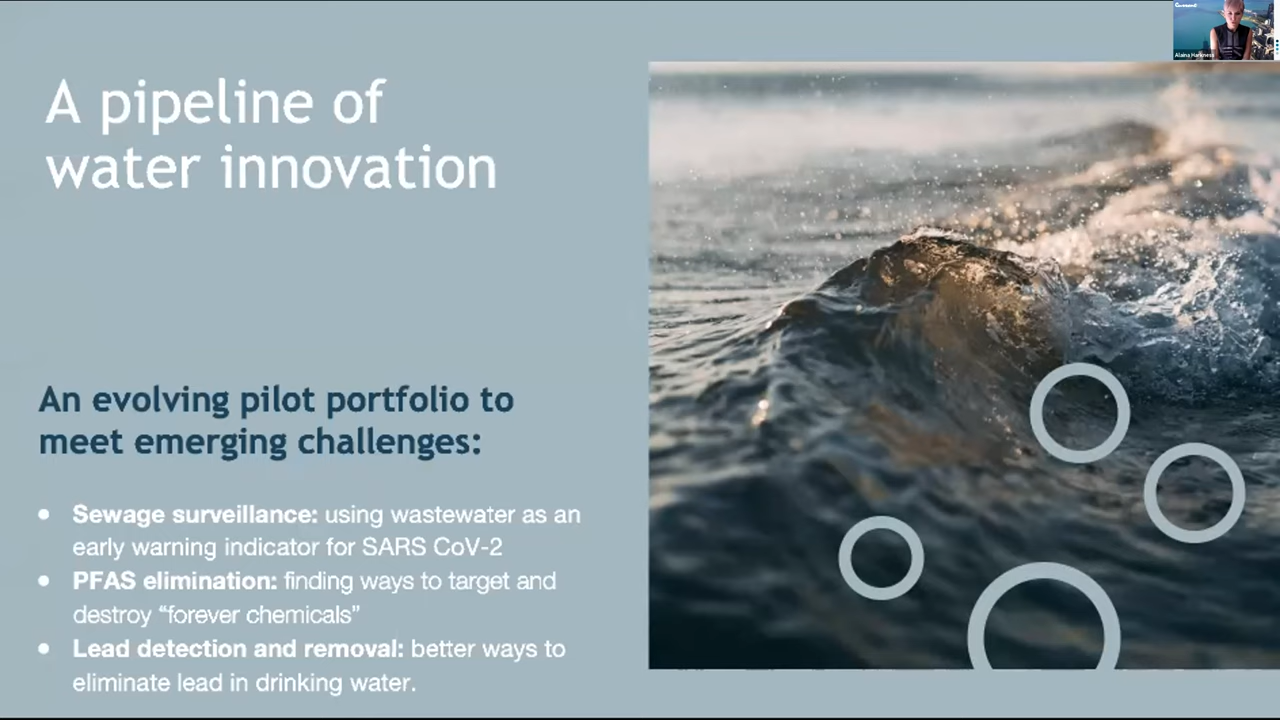 A pipeline of
water innovation
An evolving pilot portfolio to
meet emerging challenges:
● Sewage surveillance: using wastewater as an
early warning indicator for SARS CoV-2
● PFAS elimination: finding ways to target and
destroy “forever chemicals”
● Lead detection and removal: better ways to
eliminate lead in drinking water.
Alaina Harkness